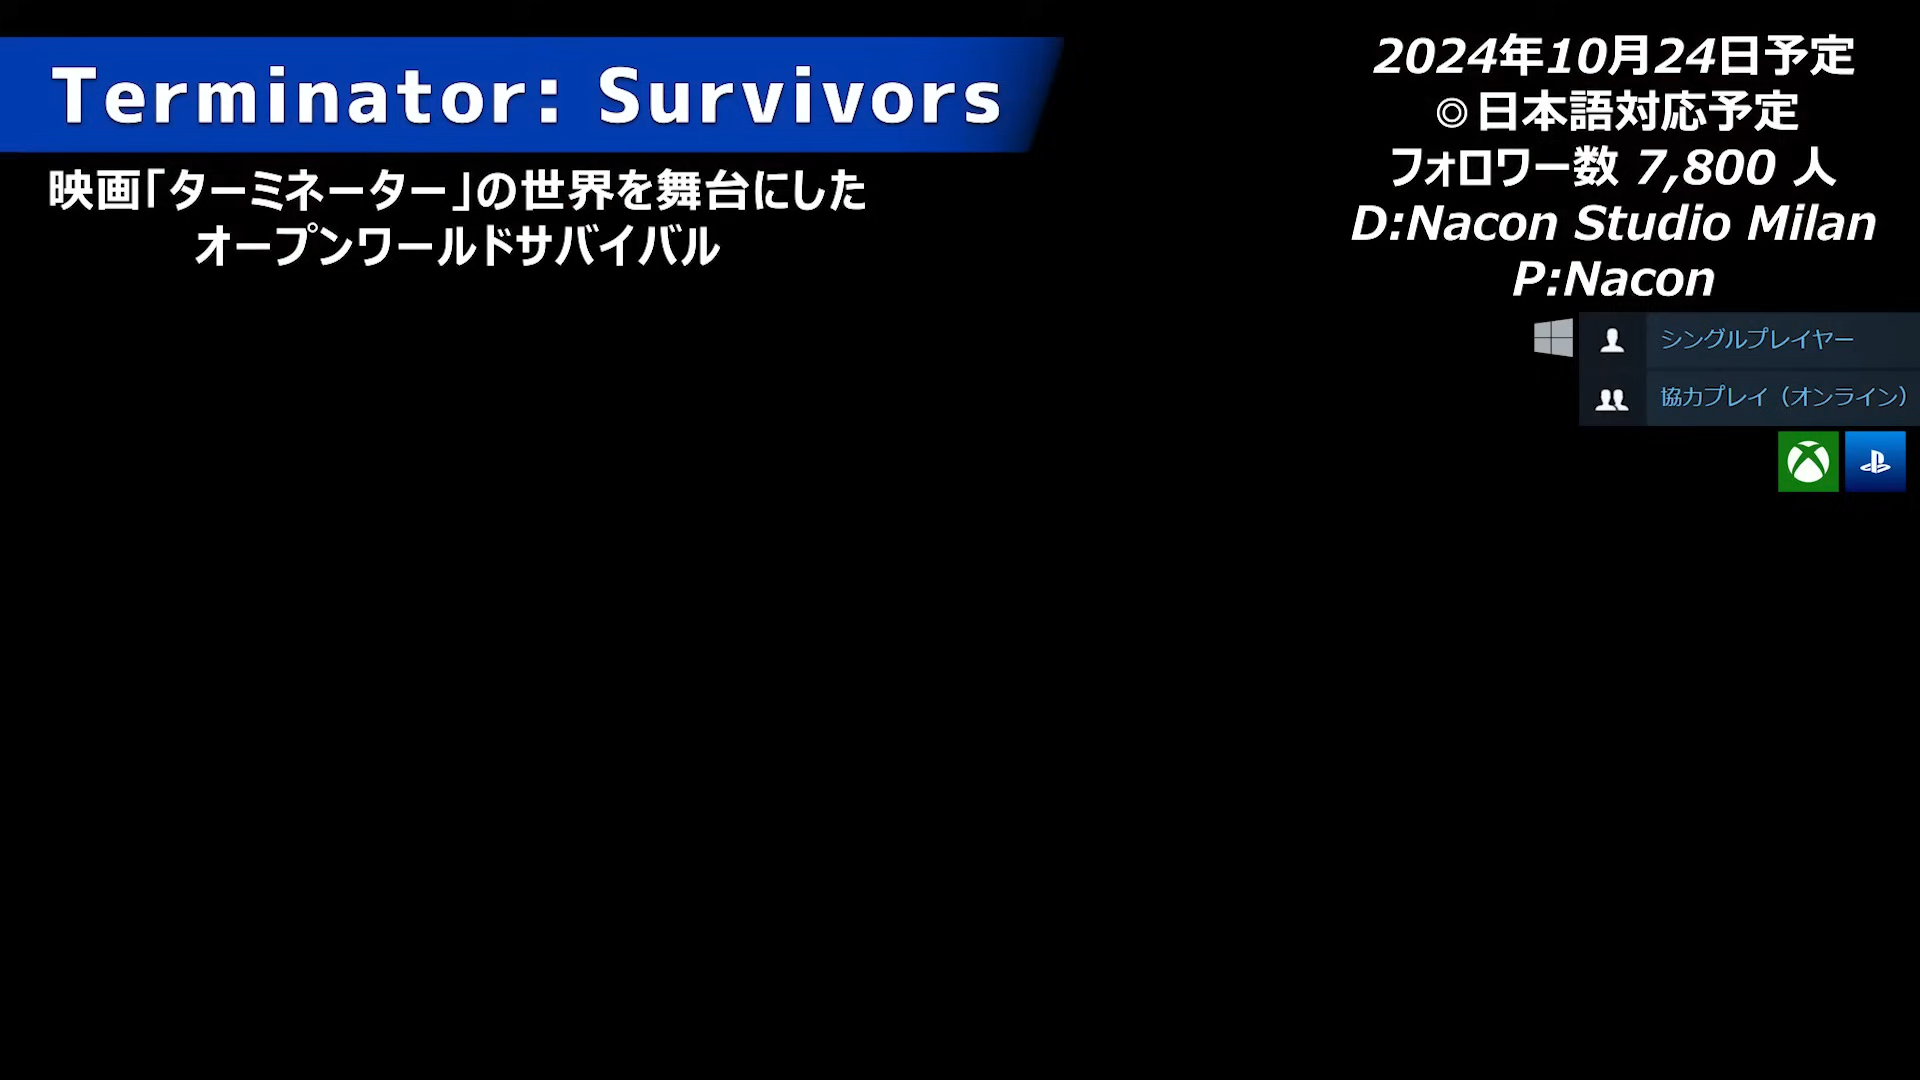 Terminator: Survivors
映画「ターミネーター」の世界を舞台にした
オープンワールドサバイバル
2024年10月24日予定
◎日本語対応予定
フォロワー数 7,800 人
D:Nacon Studio Milan
P:Nacon
シングルプレイヤー
協力プレイ（オンライン）